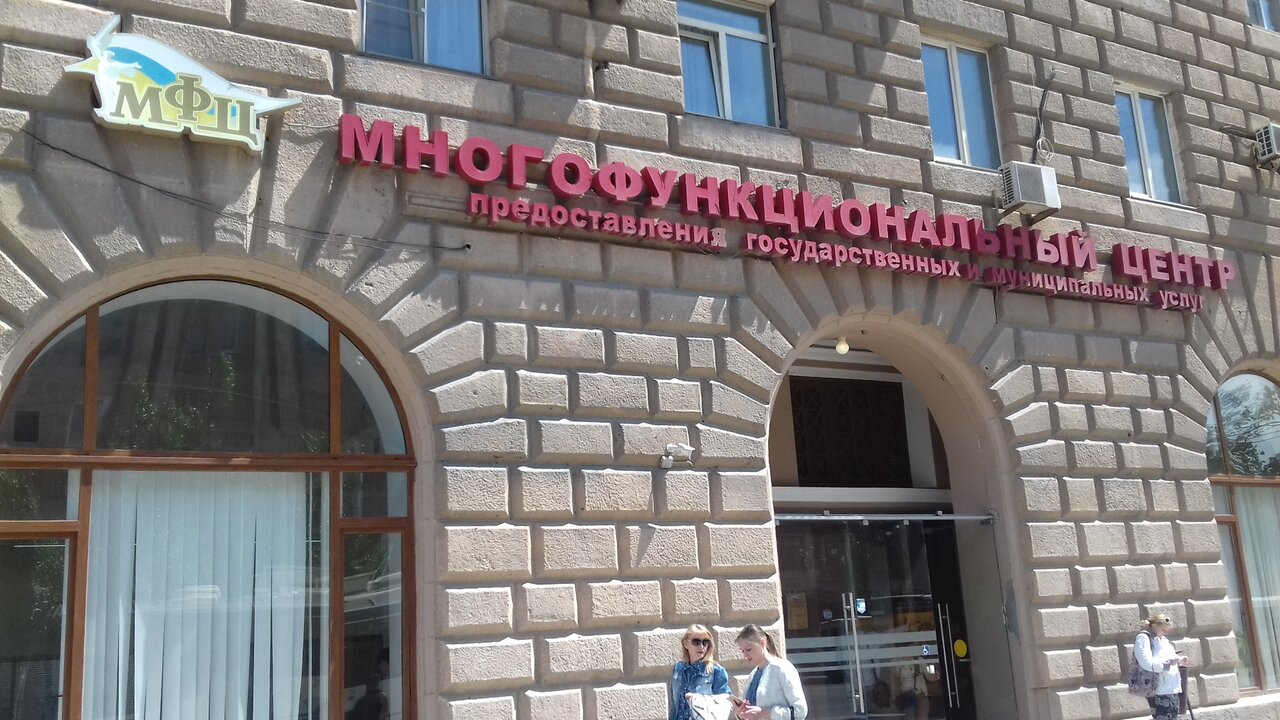 МФЦ
МНОГОФУНКЦИОНАЛЬНЫЙ ЦЕНТР
предоставления государственных и муниципальных услуг